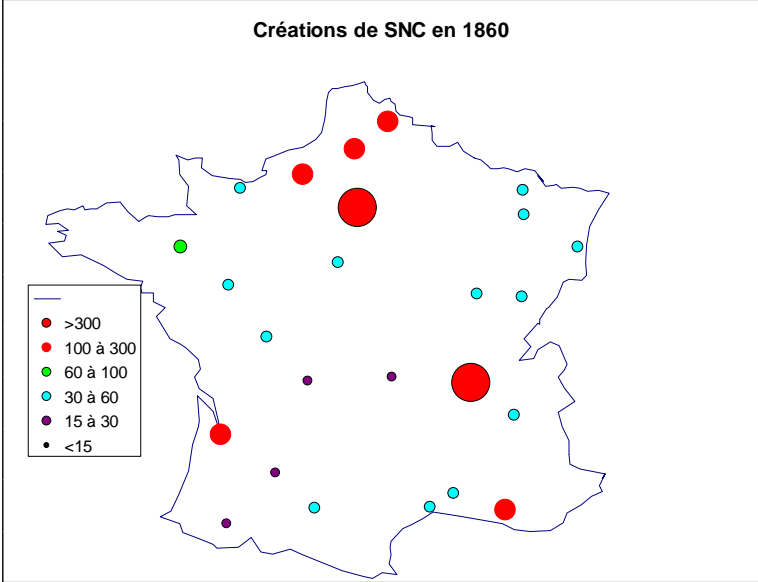 Créations de SNC en 1860
>300
100 à 300
60 à 100
30 à 60
15 à 30
<15